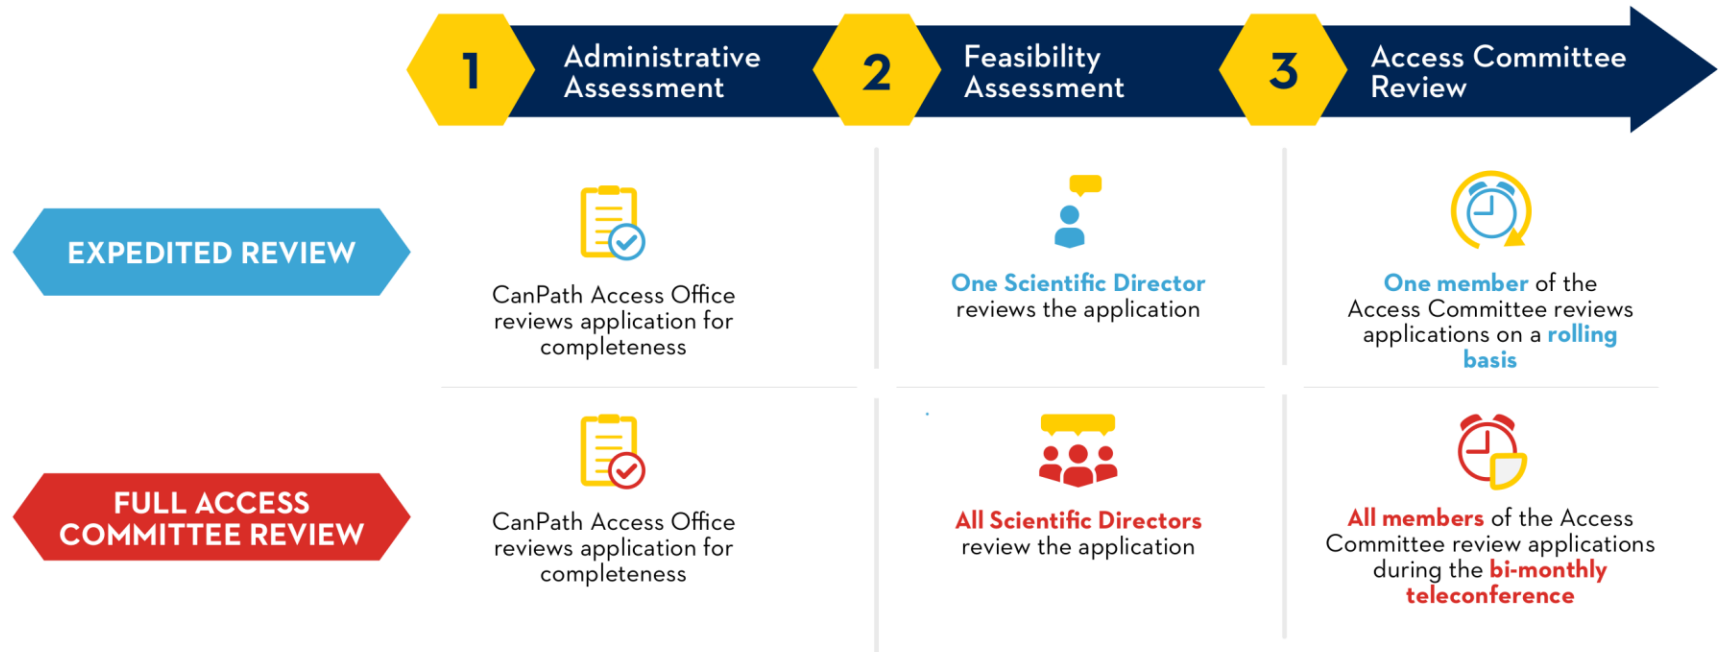 1
Administrative
Assessment
2
Feasibility
Assessment
3
Access Committee
Review
EXPEDITED REVIEW
CanPath Access Office
reviews application for
completeness
One Scientific Director
reviews the application
One member of the
Access Committee reviews
applications on a rolling
basis
FULL ACCESS
COMMITTEE REVIEW
CanPath Access Office
reviews application for
completeness
All Scientific Directors
review the application
All members of the Access
Committee review applications
during the bi-monthly
teleconference